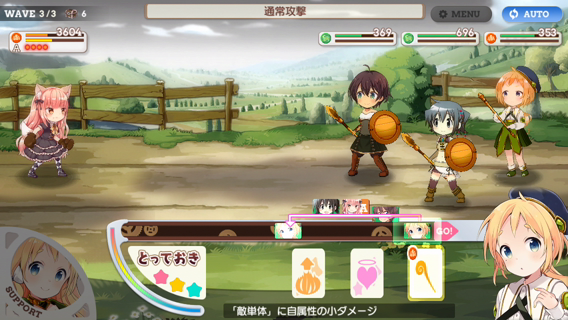 WAVE 3/3
6
通常攻撃
MENU
AUTO
3604
369
696
353
GO!
とっておき
SUPPORT
「敵単体」に自属性の小ダメージ